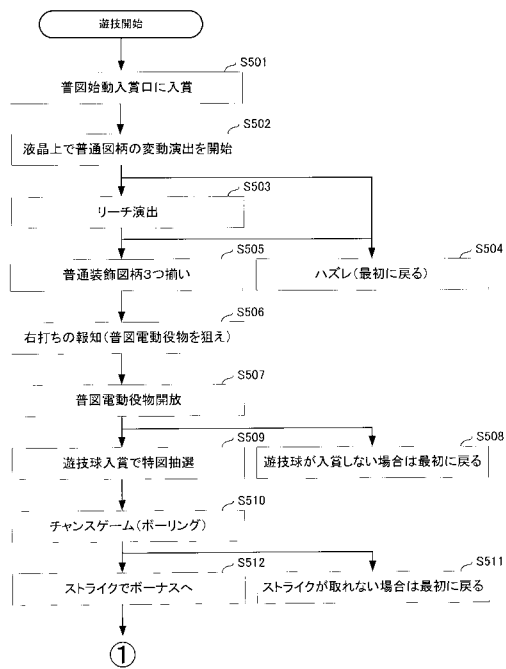 遊技開始
S501
普図始動入賞口に入賞
S502
液晶上で普通図柄の変動演出を開始
S503
リーチ演出
S505
普通装飾図柄3つ揃い
S504
ハズレ(最初に戻る)
S506
右打ちの報知(普図電動役物を狙え)
S507
普図電動役物開放
S509
遊技球入賞で特図抽選
S508
遊技球が入賞しない場合は最初に戻る
S510
チャンスゲーム(ボーリング)
S512
ストライクでボーナスへ
S511
ストライクが取れない場合は最初に戻る
①